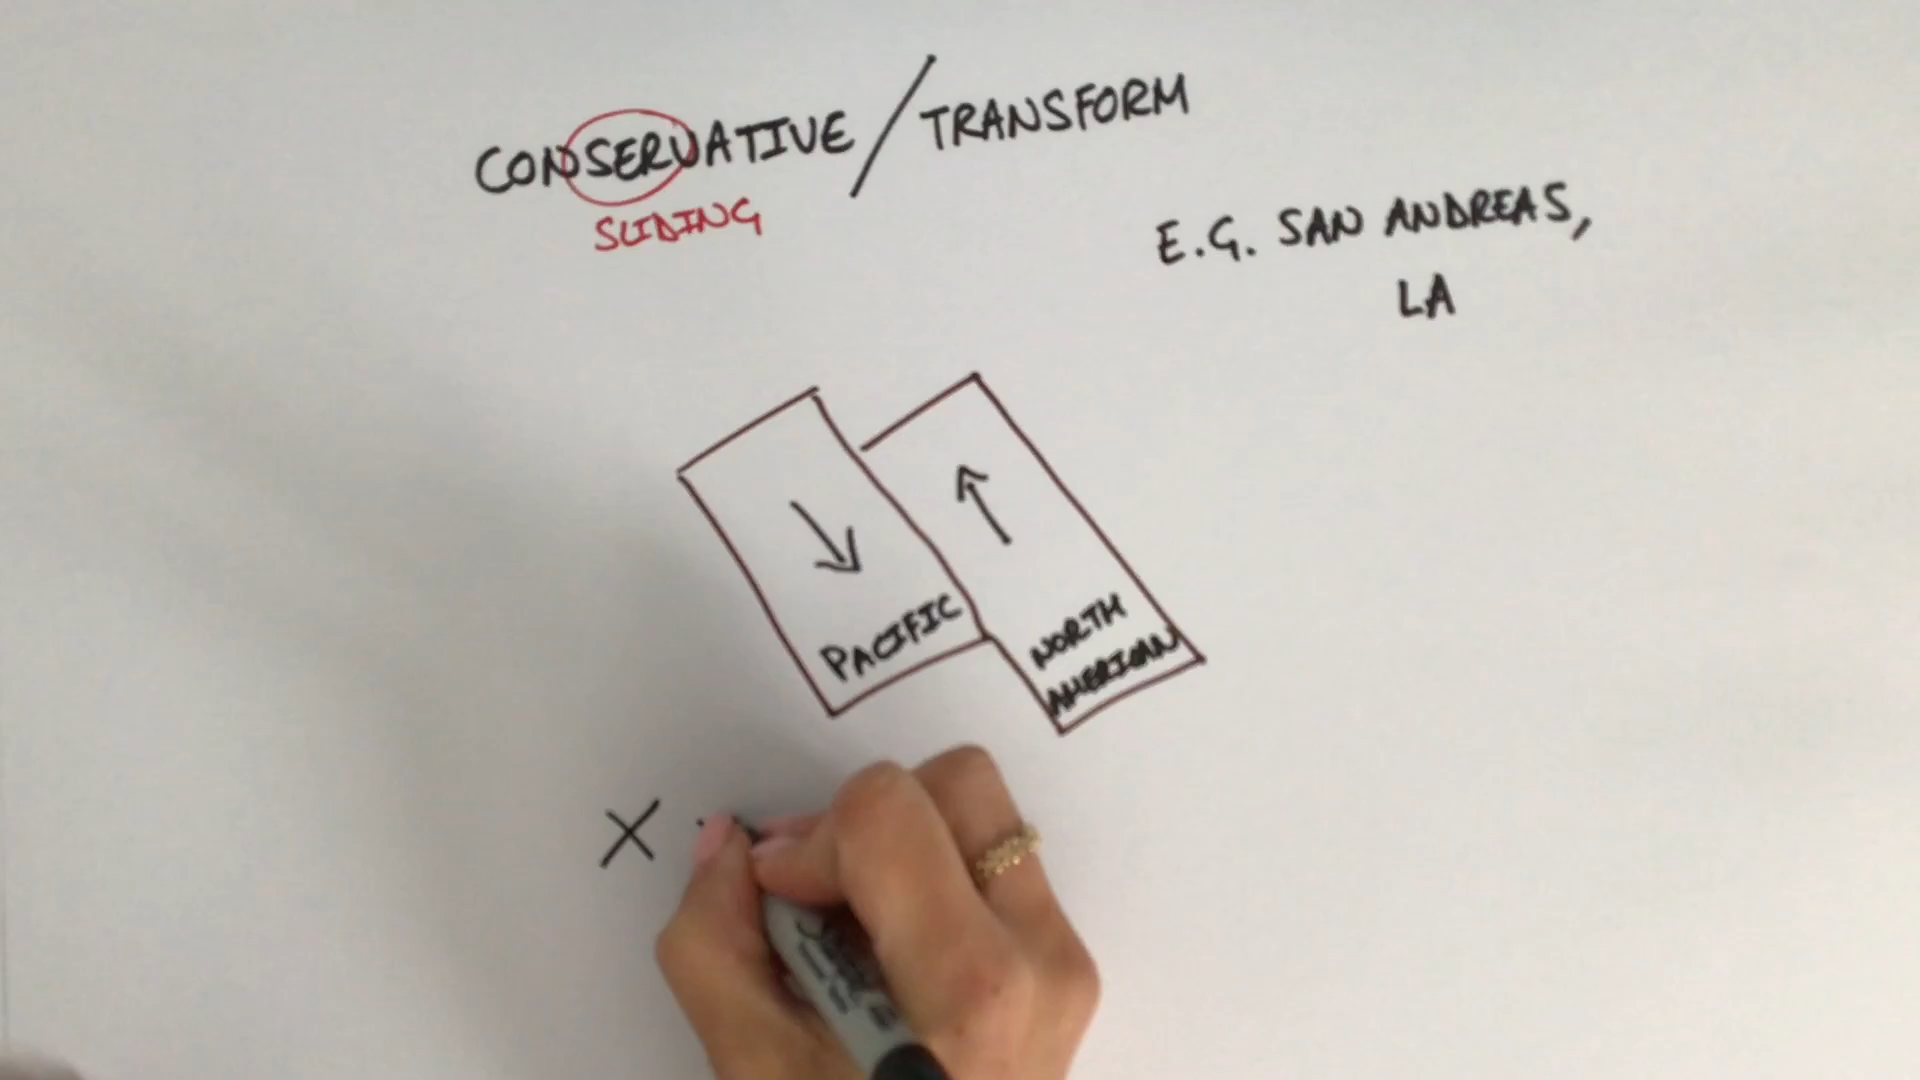 CONSERVATIVE / TRANSFORM
SLIDING
E.G. SAN ANDREAS,
LA
PACIFIC
NORTH
AMERICAN
X